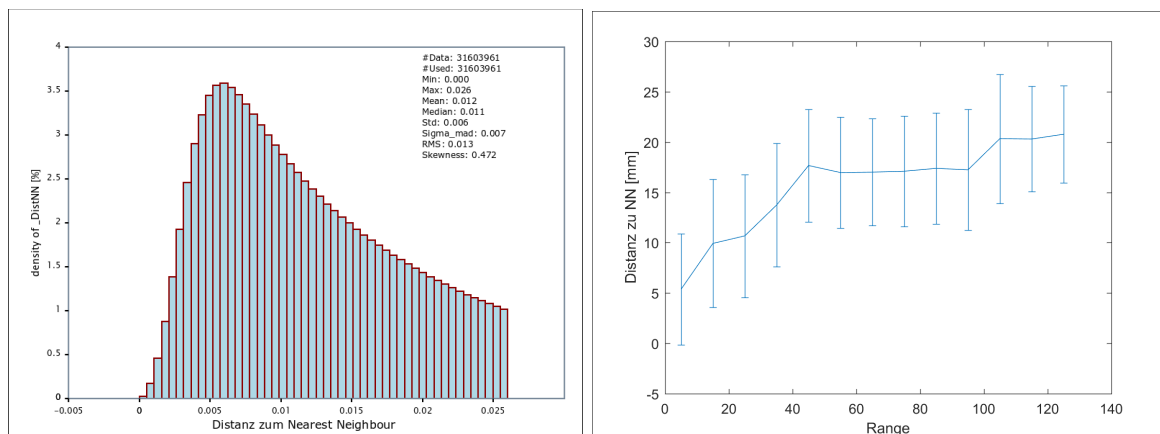 4
3.5
3
2.5
2
1.5
1
0.5
0
density of _DistNN [%]
#Data: 31603961
#Used: 31603961
Min: 0.000
Max: 0.026
Mean: 0.012
Median: 0.011
Std: 0.006
Sigma_mad: 0.007
RMS: 0.013
Skewness: 0.472
−0.005 0 0.005 0.01 0.015 0.02 0.025
Distanz zum Nearest Neighbour
30
25
20
15
10
5
0
-5
Distanz zu NN [mm]
0 20 40 60 80 100 120 140
Range